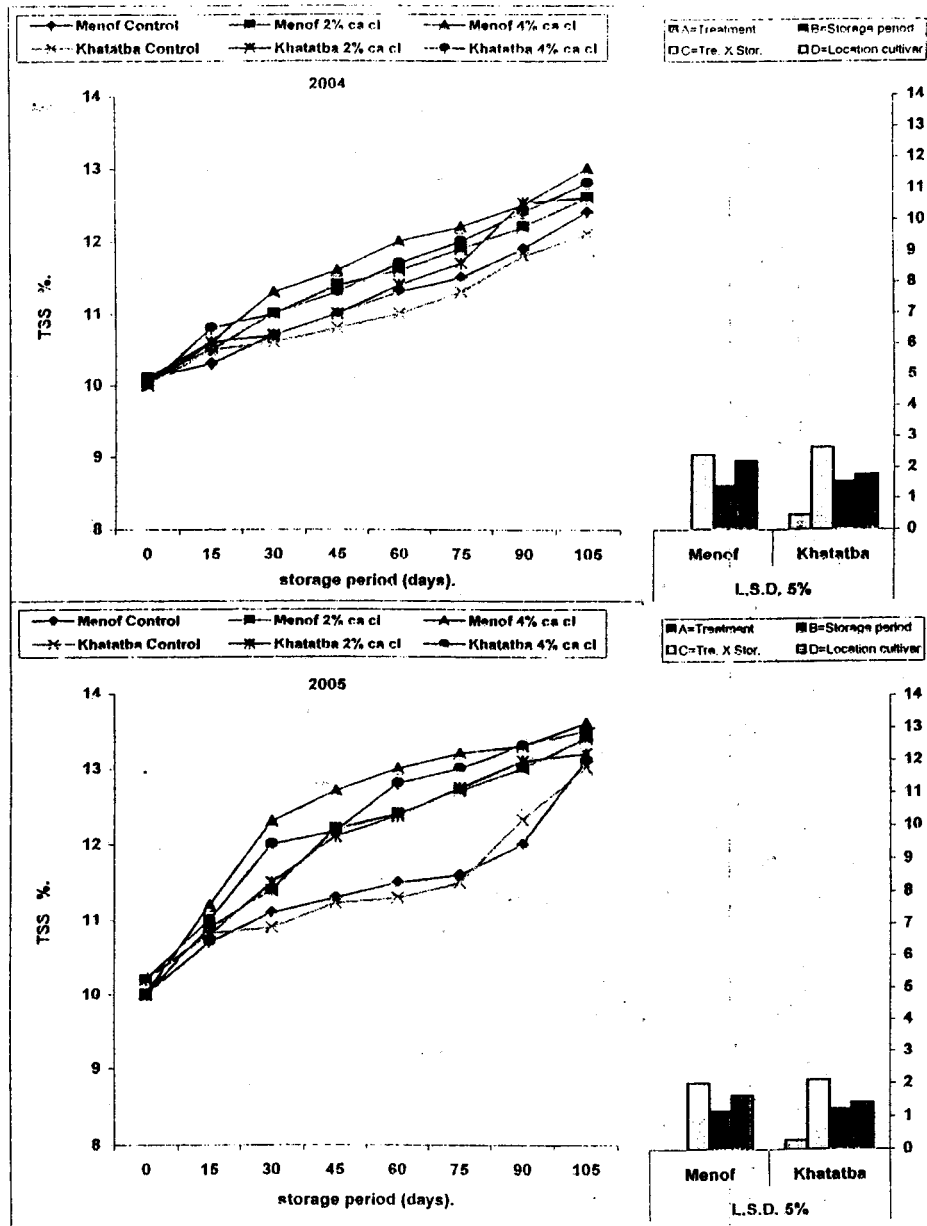 Menof Control Menof 2% ca cl Menof 4% ca cl
Khatatba Control Khatatba 2% ca cl Khatatba 4% ca cl
A=Treatment B=Storage period
C=Tre. X Stor. D=Location cultivar
2004
14
13
12
11
10
9
8
TSS %.
0 15 30 45 60 75 90 105
storage period (days).
14
13
12
11
10
9
8
7
6
5
4
3
2
1
0
Menof Khatatba
L.S.D. 5%
Menof Control Menof 2% ca cl Menof 4% ca cl
Khatatba Control Khatatba 2% ca cl Khatatba 4% ca cl
A=Treatment B=Storage period
C=Tre. X Stor. D=Location cultivar
2005
14
13
12
11
10
9
8
TSS %.
0 15 30 45 60 75 90 105
storage period (days).
14
13
12
11
10
9
8
7
6
5
4
3
2
1
0
Menof Khatatba
L.S.D. 5%